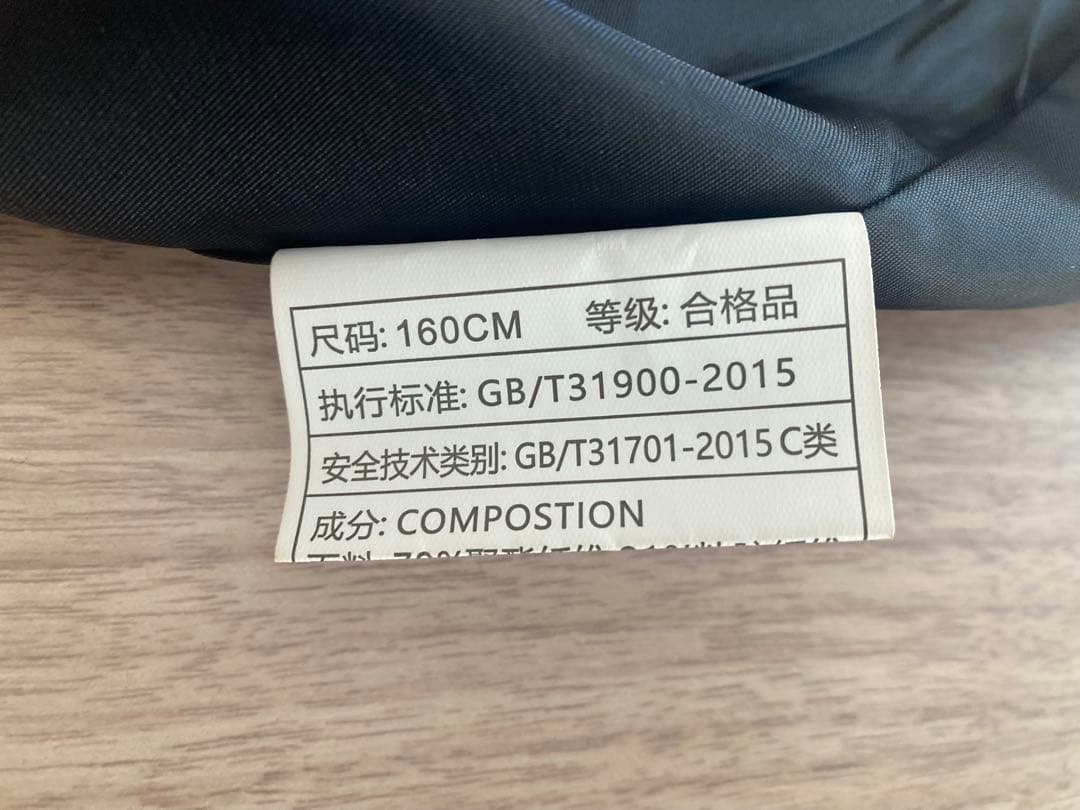 尺码: 160CM 等级: 合格品
执行标准: GB/T31900-2015
安全技术类别: GB/T31701-2015 C类
成分: COMPOSTION